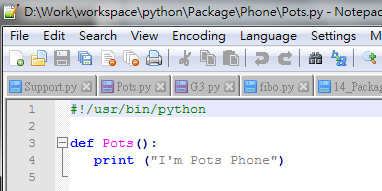 D:\Work\workspace\python\Package\Phone\Pots.py - Notepa
File Edit Search View Encoding Language Settings M
Support.py Pots.py G3.py fibo.py 14_Packag
1 #!/usr/bin/python
2
3 def Pots():
4 print ("I'm Pots Phone")
5